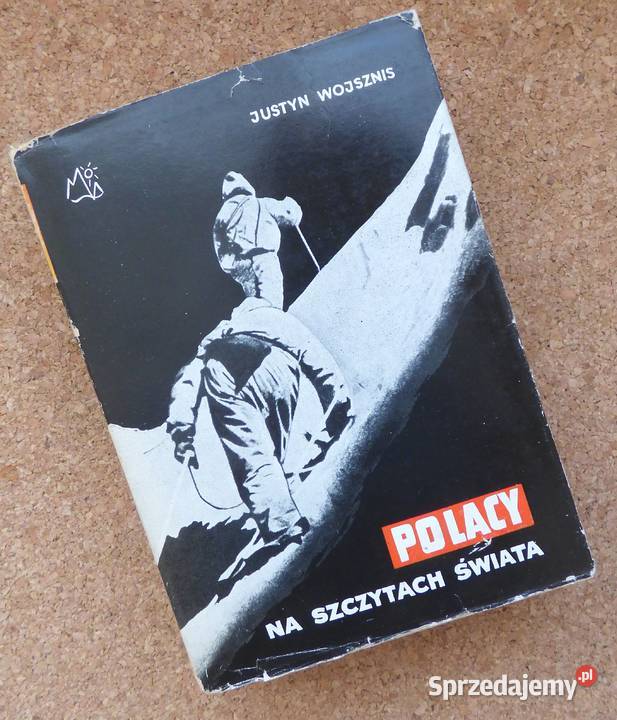 JUSTYN WOJSZNIS
POLACY
NA SZCZYTACH ŚWIATA
Sprzedajemy.pl